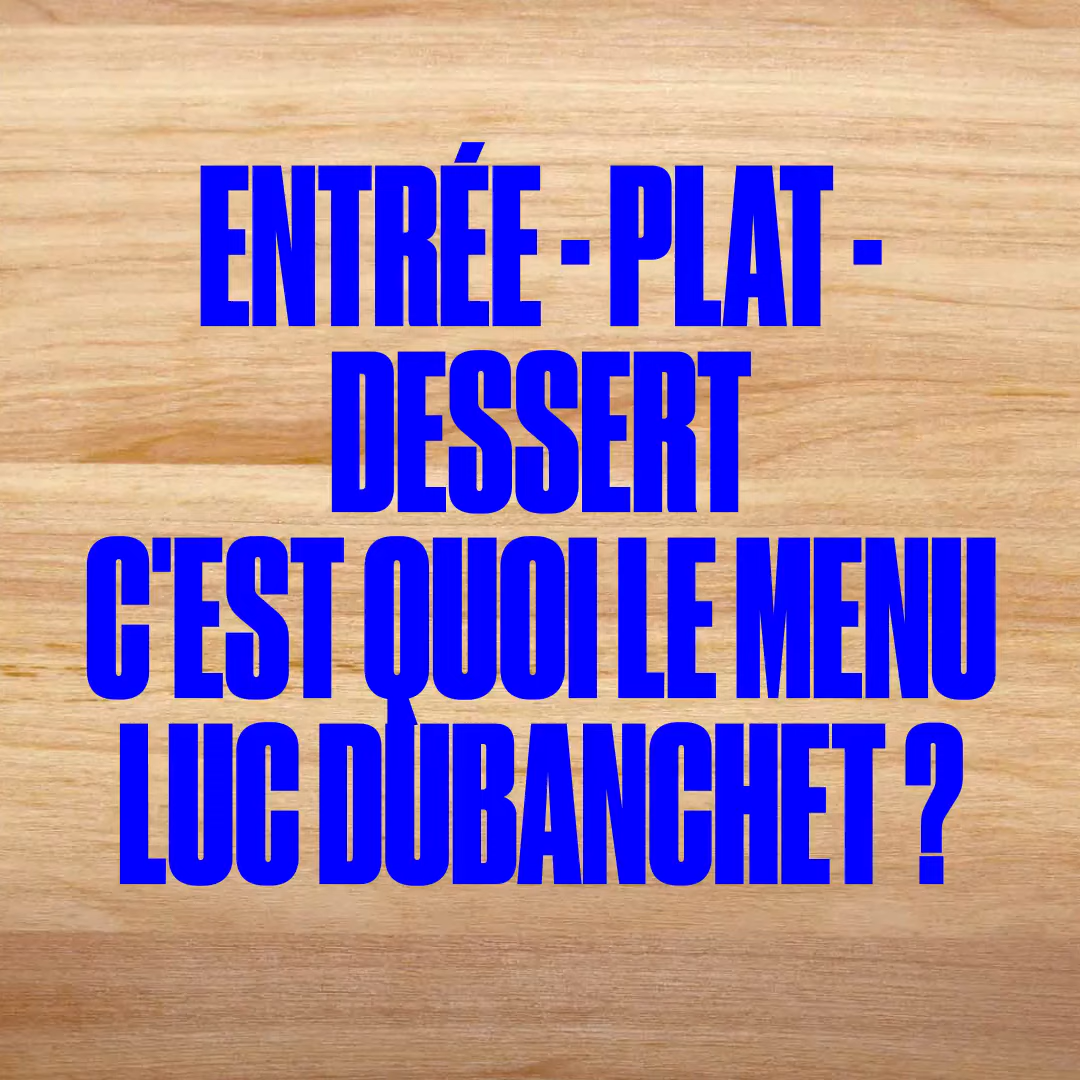 ENTRÉE - PLAT -
DESSERT
C'EST QUOI LE MENU
LUC DUBANCHET ?